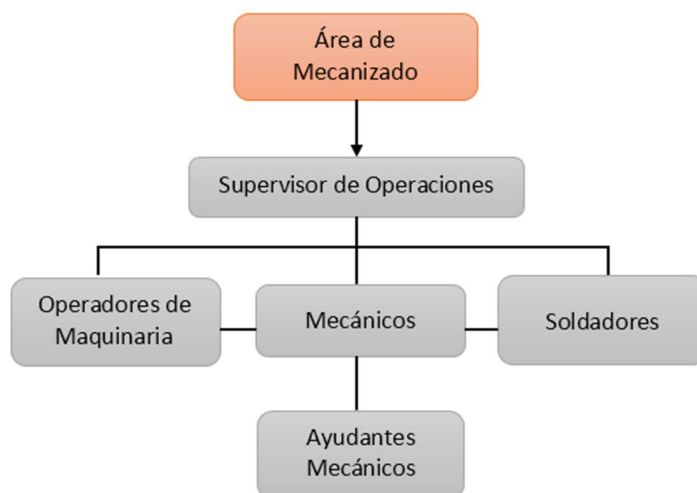 Área de
Mecanizado
Supervisor de Operaciones
Operadores de
Maquinaria
Mecánicos
Soldadores
Ayudantes
Mecánicos